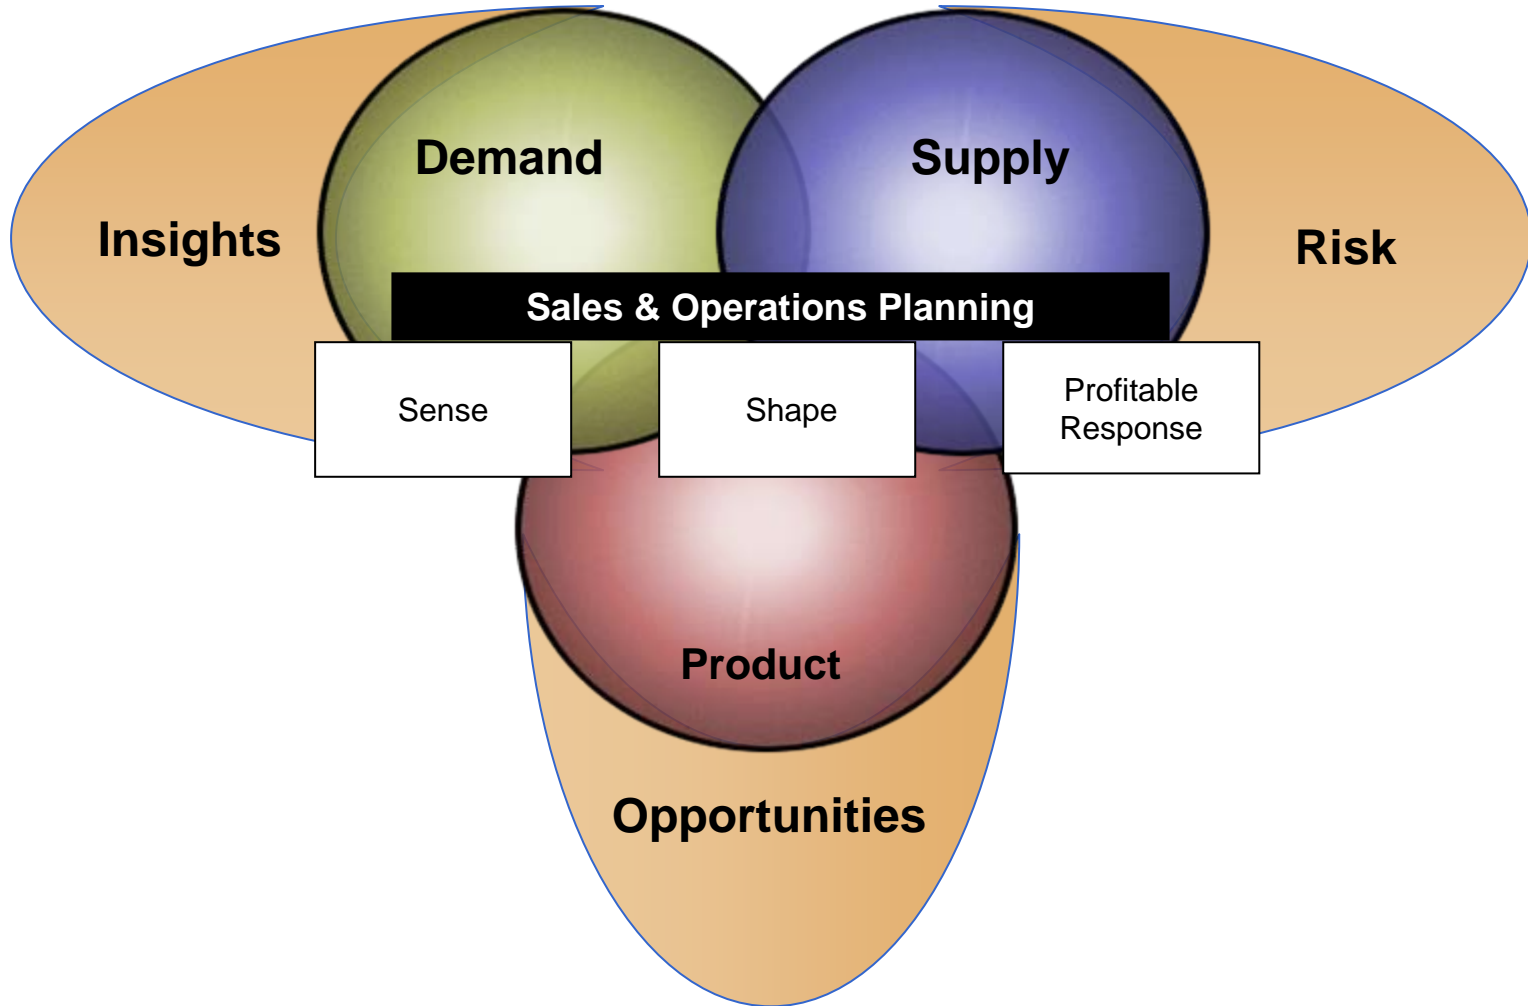 Demand
Supply
Insights
Risk
Sales & Operations Planning
Sense
Shape
Profitable
Response
Product
Opportunities